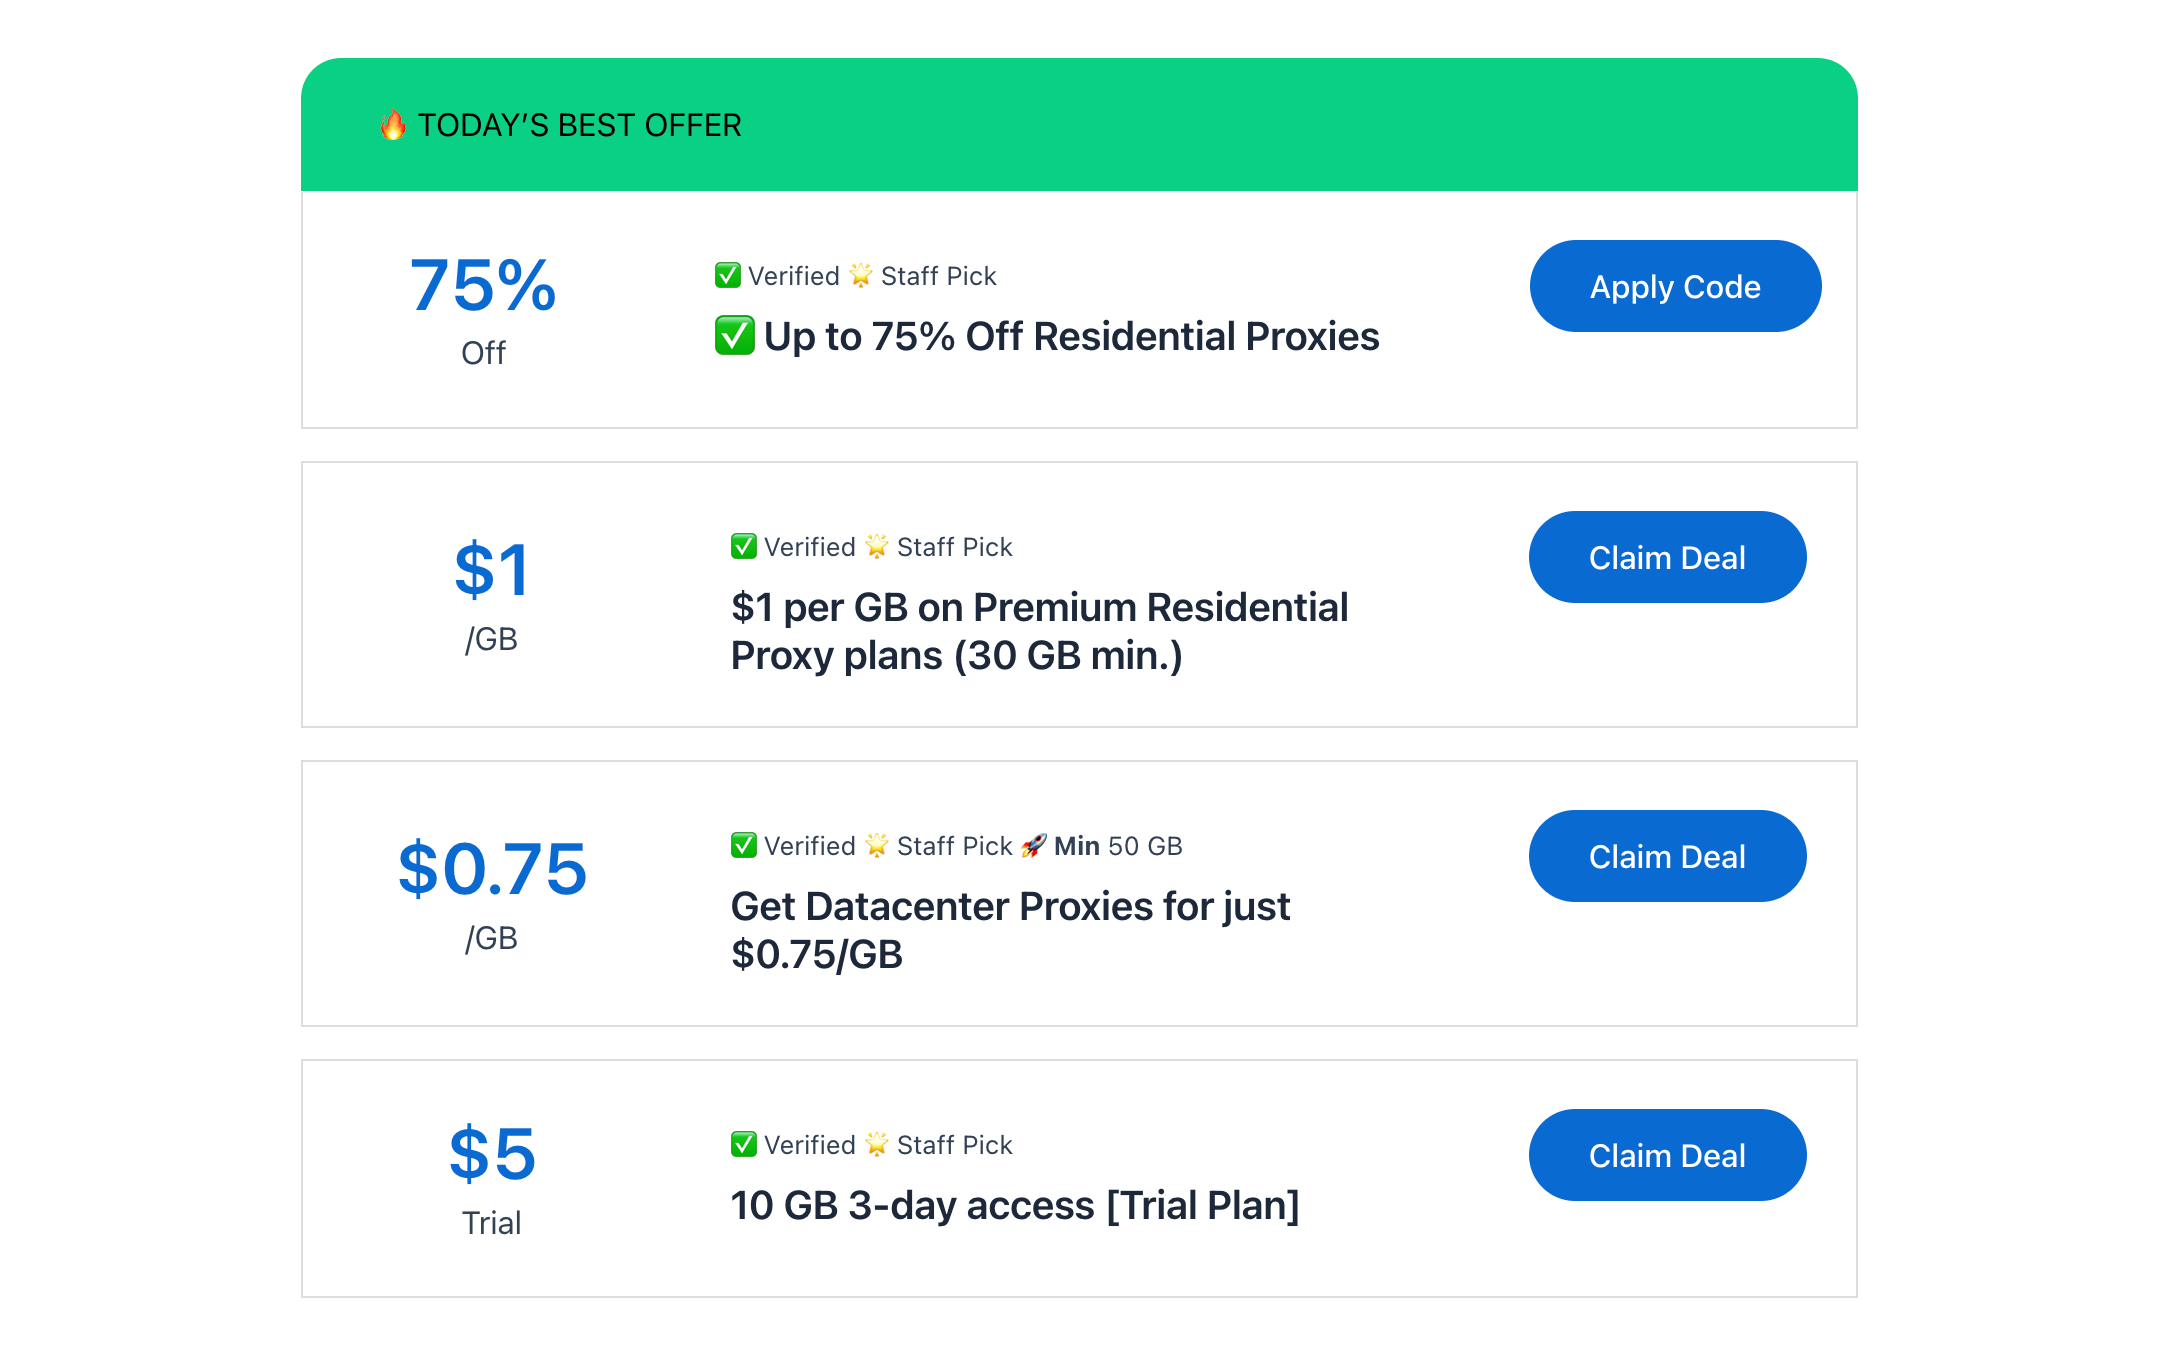 🔥 TODAY’S BEST OFFER
75%
Off
✅ Verified 🌟 Staff Pick
✅ Up to 75% Off Residential Proxies
Apply Code
$1
/GB
✅ Verified 🌟 Staff Pick
$1 per GB on Premium Residential
Proxy plans (30 GB min.)
Claim Deal
$0.75
/GB
✅ Verified 🌟 Staff Pick 🚀 Min 50 GB
Get Datacenter Proxies for just
$0.75/GB
Claim Deal
$5
Trial
✅ Verified 🌟 Staff Pick
10 GB 3-day access [Trial Plan]
Claim Deal